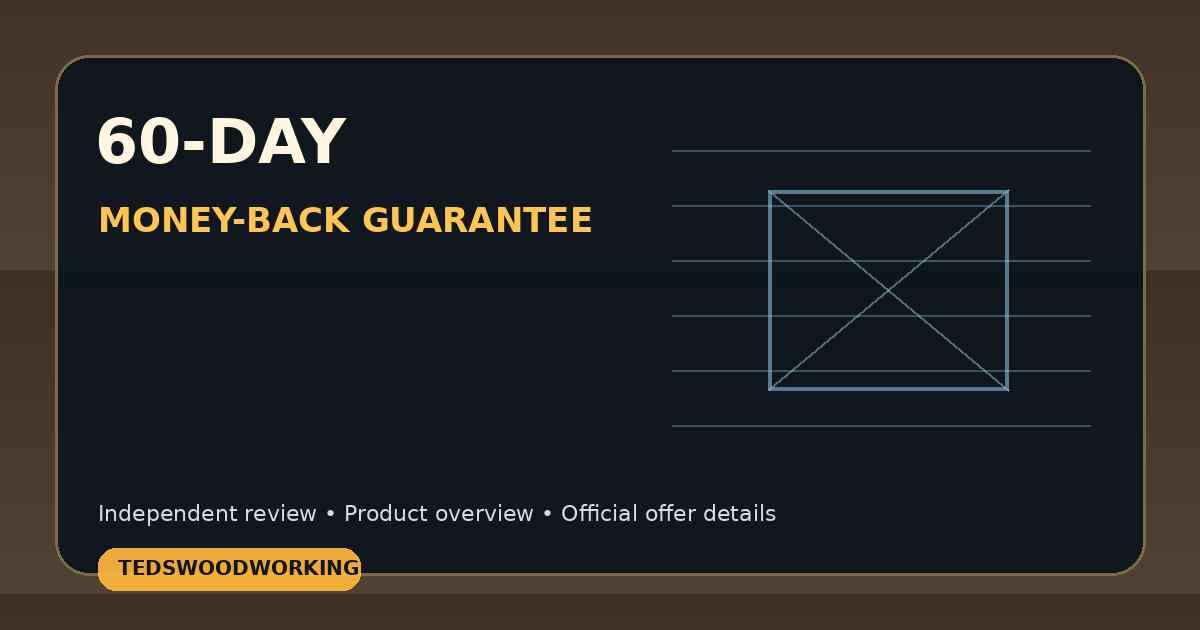 60-DAY
MONEY-BACK GUARANTEE
Independent review • Product overview • Official offer details
TEDSWOODWORKING